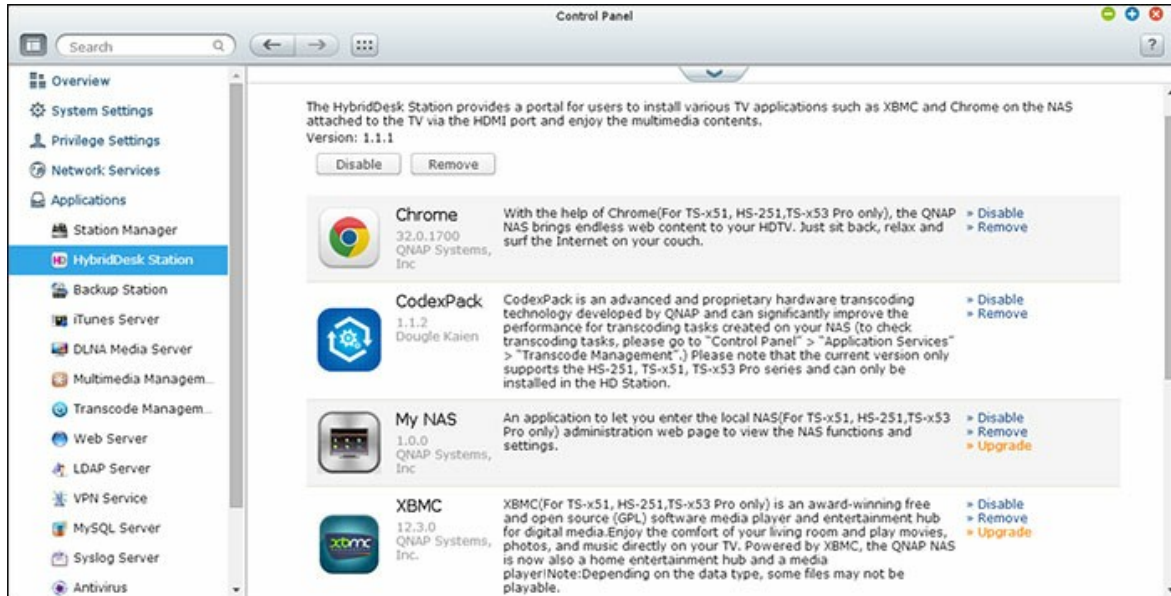 Control Panel
Search
?
Overview
System Settings
Privilege Settings
Network Services
Applications
Station Manager
HD HybridDesk Station
Backup Station
iTunes Server
DLNA Media Server
Multimedia Managem...
Transcode Managem...
Web Server
LDAP Server
VPN Service
MySQL Server
Syslog Server
Antivirus
The HybridDesk Station provides a portal for users to install various TV applications such as XBMC and Chrome on the NAS
attached to the TV via the HDMI port and enjoy the multimedia contents.
Version: 1.1.1
Disable
Remove
Chrome
32.0.1700
QNAP Systems,
Inc
With the help of Chrome(For TS-x51, HS-251,TS-x53 Pro only), the QNAP
NAS brings endless web content to your HDTV. Just sit back, relax and
surf the Internet on your couch.
» Disable
» Remove
CodexPack
1.1.2
Dougle Kaien
CodexPack is an advanced and proprietary hardware transcoding
technology developed by QNAP and can significantly improve the
performance for transcoding tasks created on your NAS (to check
transcoding tasks, please go to "Control Panel" > "Application Services"
> "Transcode Management".) Please note that the current version only
supports the HS-251, TS-x51, TS-x53 Pro series and can only be
installed in the HD Station.
» Disable
» Remove
My NAS
1.0.0
QNAP Systems,
Inc
An application to let you enter the local NAS(For TS-x51, HS-251,TS-x53
Pro only) administration web page to view the NAS functions and
settings.
» Disable
» Remove
» Upgrade
xbmc
XBMC
12.3.0
QNAP Systems,
Inc.
XBMC(For TS-x51, HS-251,TS-x53 Pro only) is an award-winning free
and open source (GPL) software media player and entertainment hub
for digital media.Enjoy the comfort of your living room and play movies,
photos, and music directly on your TV. Powered by XBMC, the QNAP NAS
is now also a home entertainment hub and a media
player!Note:Depending on the data type, some files may not be
playable.
» Disable
» Remove
» Upgrade